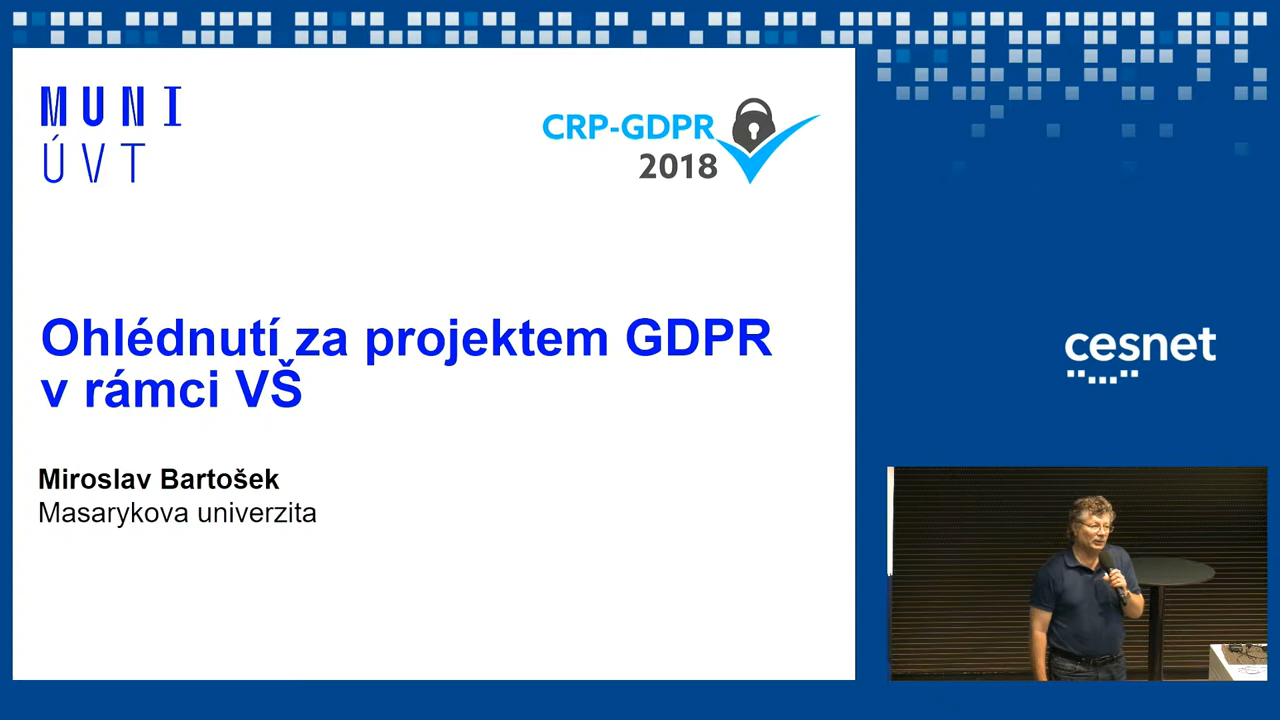 MUNI
ÚVT
CRP-GDPR
2018
Ohlédnutí za projektem GDPR
v rámci VŠ
Miroslav Bartošek
Masarykova univerzita
cesnet